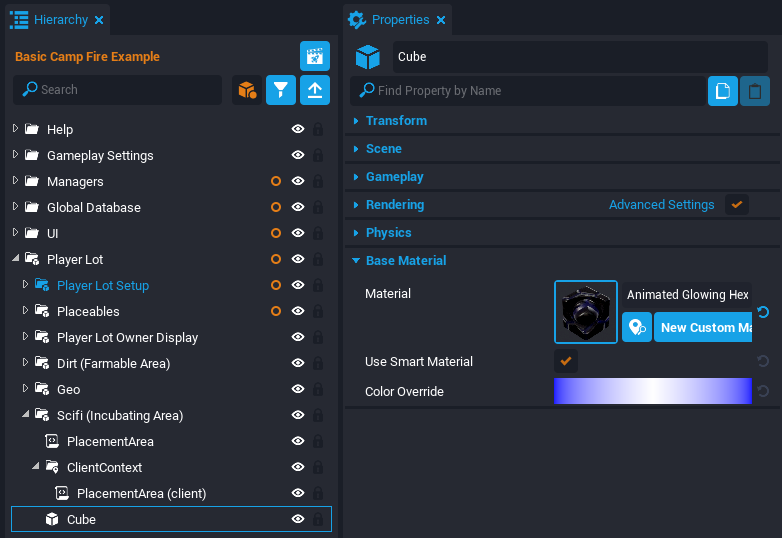 Hierarchy
Basic Camp Fire Example
Search
Help
Gameplay Settings
Managers
Global Database
UI
Player Lot
Player Lot Setup
Placeables
Player Lot Owner Display
Dirt (Farmable Area)
Geo
Scifi (Incubating Area)
PlacementArea
ClientContext
PlacementArea (client)
Cube
Properties
Cube
Find Property by Name
Transform
Scene
Gameplay
Rendering Advanced Settings
Physics
Base Material
Material Animated Glowing Hex
New Custom Ma
Use Smart Material
Color Override